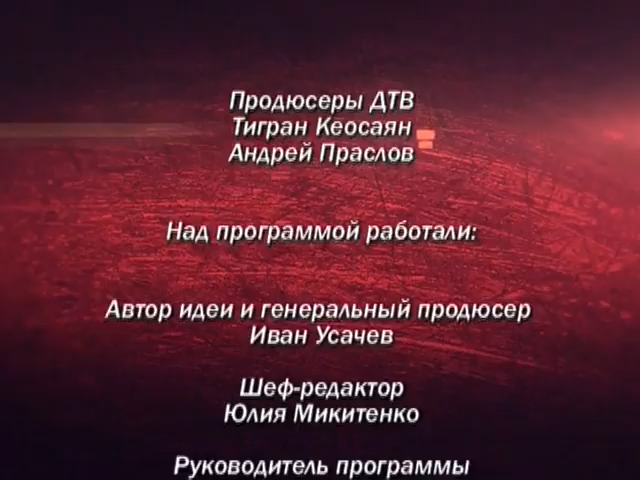 Продюсеры ДТВ
Тигран Кеосаян
Андрей Праслов
Над программой работали:
Автор идеи и генеральный продюсер
Иван Усачев
Шеф-редактор
Юлия Микитенко
Руководитель программы